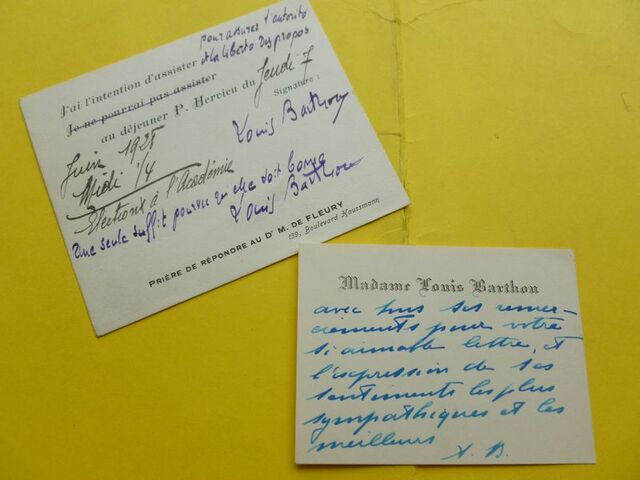 pour assurer l'autorité
et la liberté des propos
J'ai l'intention d'assister
Je ne pourrai pas assister
au déjeuner P. Hervieu du Jeudi 7
Signature :
Juin 1928
Midi 1/4
Louis Barthou
Elections à l'Académie
Une seule suffit pourvu qu'elle soit bonne
Louis Barthou
PRIÈRE DE RÉPONDRE AU Dr M. DE FLEURY
139, Boulevard Haussmann
Madame Louis Barthou
avec tous ses remer-
ciements pour votre
si aimable lettre, et
l'expression de ses
sentiments les plus
sympathiques et les
meilleurs
A. B.